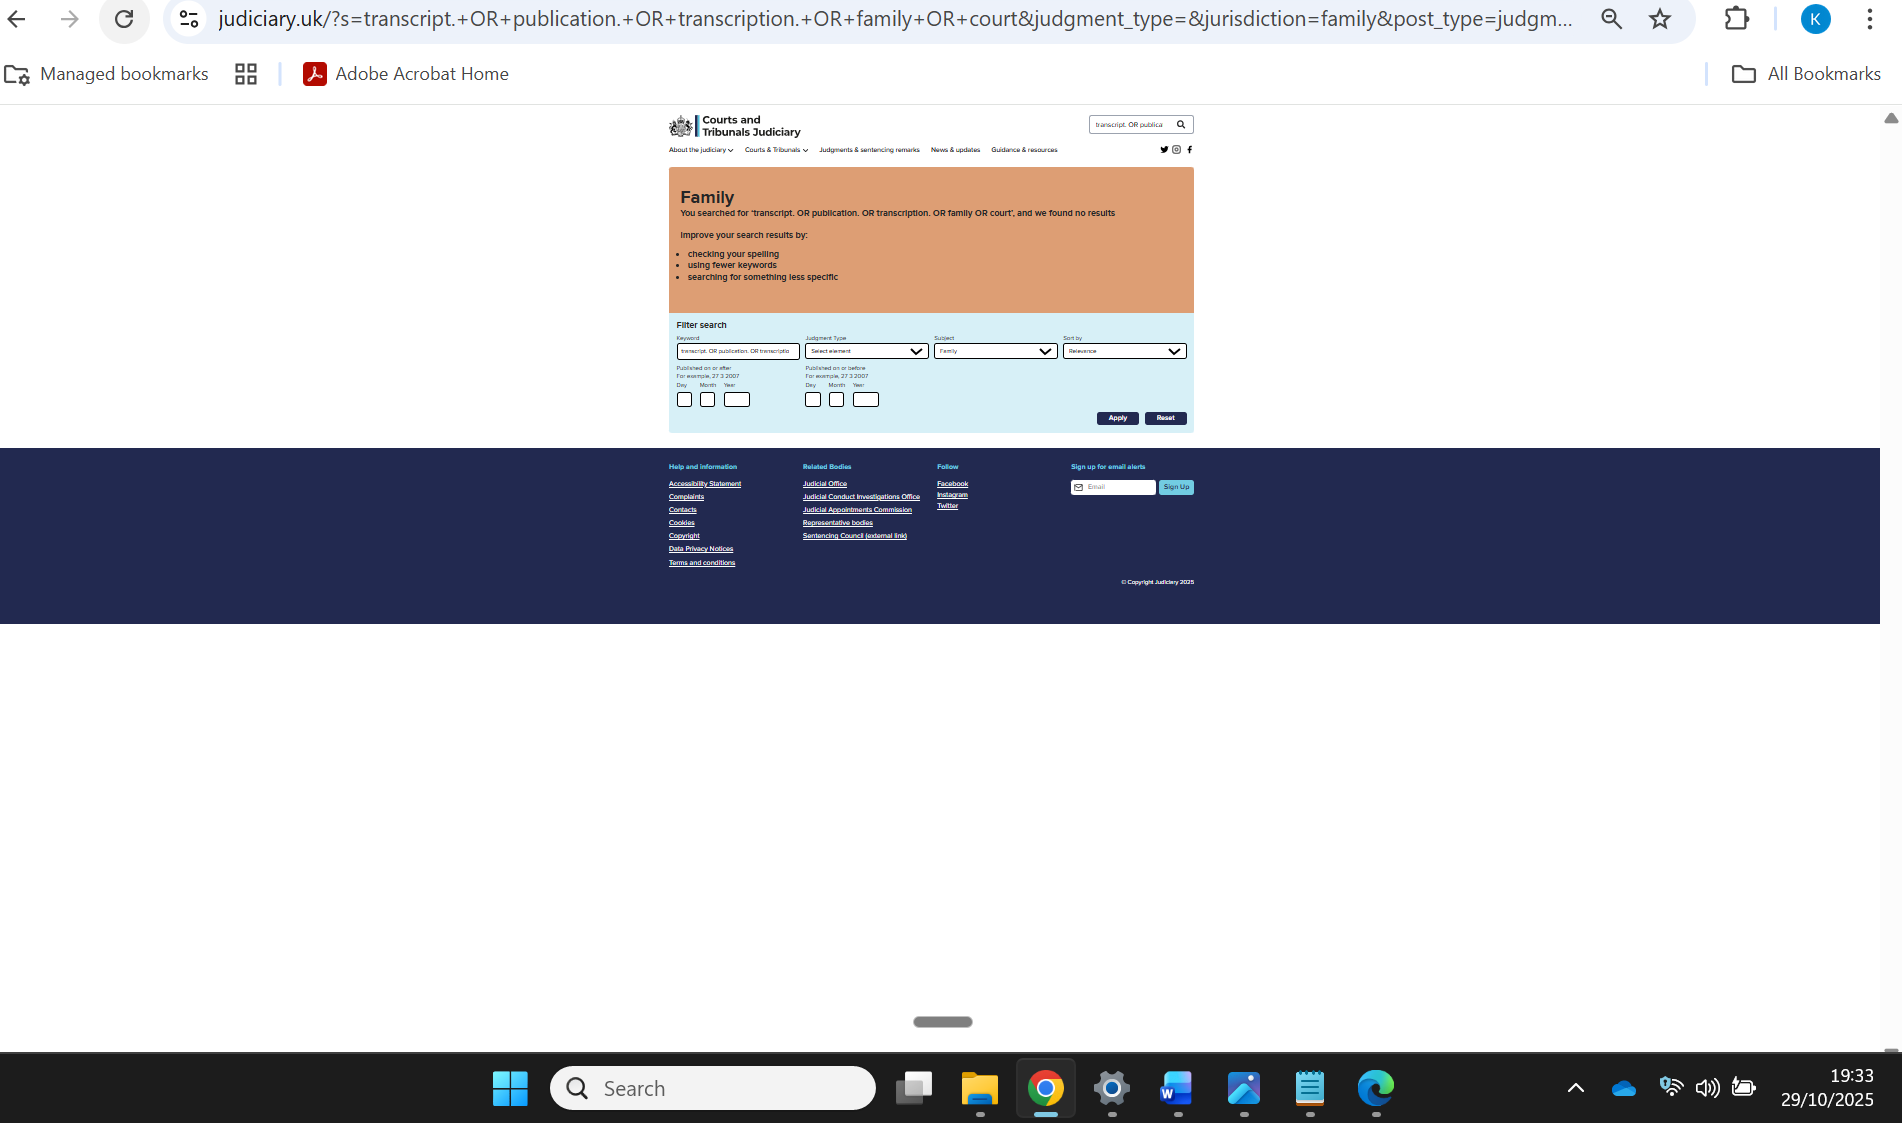 judiciary.uk/?s=transcript.+OR+publication.+OR+transcription.+OR+family+OR+court&judgment_type=&jurisdiction=family&post_type=judgm...
K
Managed bookmarks
Adobe Acrobat Home
All Bookmarks
Courts and
Tribunals Judiciary
transcript. OR publica
About the judiciary
Courts & Tribunals
Judgments & sentencing remarks
News & updates
Guidance & resources
Family
You searched for 'transcript. OR publication. OR transcription. OR family OR court', and we found no results
Improve your search results by:
• checking your spelling
• using fewer keywords
• searching for something less specific
Filter search
Keyword
Judgment Type
Subject
Sort by
transcript. OR publication. OR transcriptio
Select element
Family
Relevance
Published on or after
Published on or before
For example, 27 3 2007
For example, 27 3 2007
Day Month Year
Day Month Year
Apply
Reset
Help and information
Accessibility Statement
Complaints
Contacts
Cookies
Copyright
Data Privacy Notices
Terms and conditions
Related Bodies
Judicial Office
Judicial Conduct Investigations Office
Judicial Appointments Commission
Representative bodies
Sentencing Council (external link)
Follow
Facebook
Instagram
Twitter
Sign up for email alerts
Email
Sign Up
© Copyright Judiciary 2025
Search
W
19:33
29/10/2025